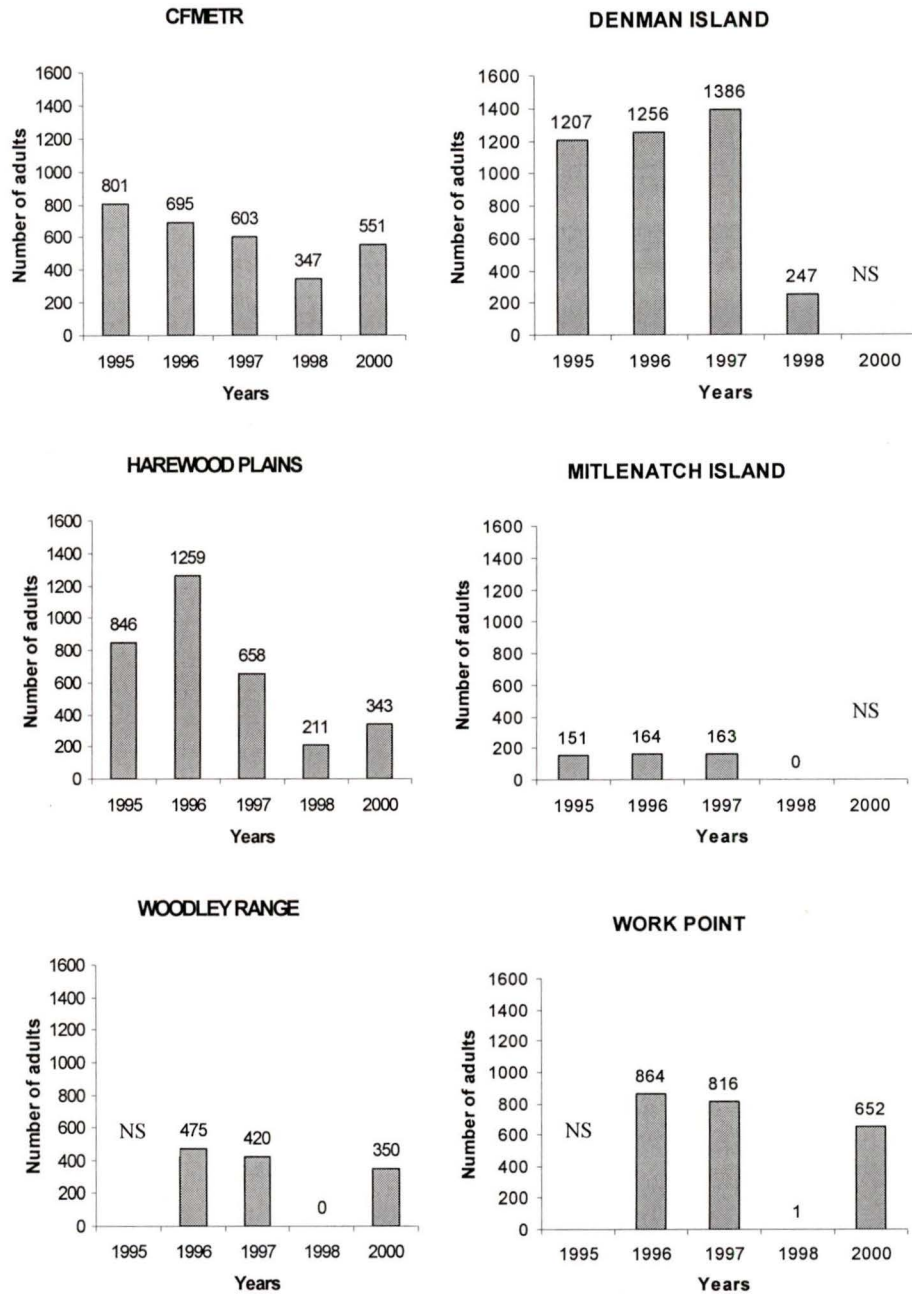 CFMETR
Number of adults
1600
1400
1200
1000
800
600
400
200
0
801
695
603
347
551
1995 1996 1997 1998 2000
Years
DENMAN ISLAND
Number of adults
1600
1400
1200
1000
800
600
400
200
0
1207
1256
1386
247
NS
1995 1996 1997 1998 2000
Years
HAREWOOD PLAINS
Number of adults
1600
1400
1200
1000
800
600
400
200
0
846
1259
658
211
343
1995 1996 1997 1998 2000
Years
MITLENATCH ISLAND
Number of adults
1600
1400
1200
1000
800
600
400
200
0
151
164
163
0
NS
1995 1996 1997 1998 2000
Years
WOODLEY RANGE
Number of adults
1600
1400
1200
1000
800
600
400
200
0
NS
475
420
0
350
1995 1996 1997 1998 2000
Years
WORK POINT
Number of adults
1600
1400
1200
1000
800
600
400
200
0
NS
864
816
1
652
1995 1996 1997 1998 2000
Years